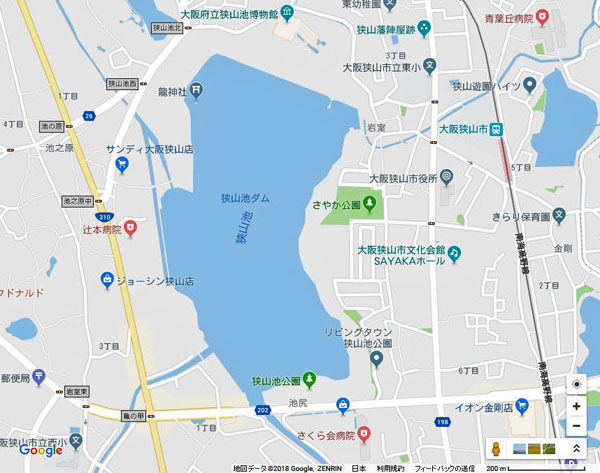 東幼稚園
大阪府立狭山池博物館
青葉丘病院
狭山池北
狭山藩陣屋跡
3丁目
大阪狭山市立東小
狭山池西
龍神社
狭山遊園ハイツ
1丁目
26
池の原
4丁目
岩室
大阪狭山市
池之原
サンディ大阪狭山店
大阪狭山市役所
狭山池ダム
さやか公園
池之原中
310
狭山池
きらり保育園
辻本病院
金剛
大阪狭山市文化会館
SAYAKAホール
南海高野線
2丁目
ジョーシン狭山店
3丁目
クドナルド
1丁目
リビングタウン
狭山池公園
2丁目
6丁目
南海高野線
郵便局
狭山池公園
岩室東
池尻
亀の甲
202
イオン金剛店
198
さくら会病院
大阪狭山市立西小
Google
地図データ ©2018 Google, ZENRIN 日本 利用規約 フィードバックの送信 200 m